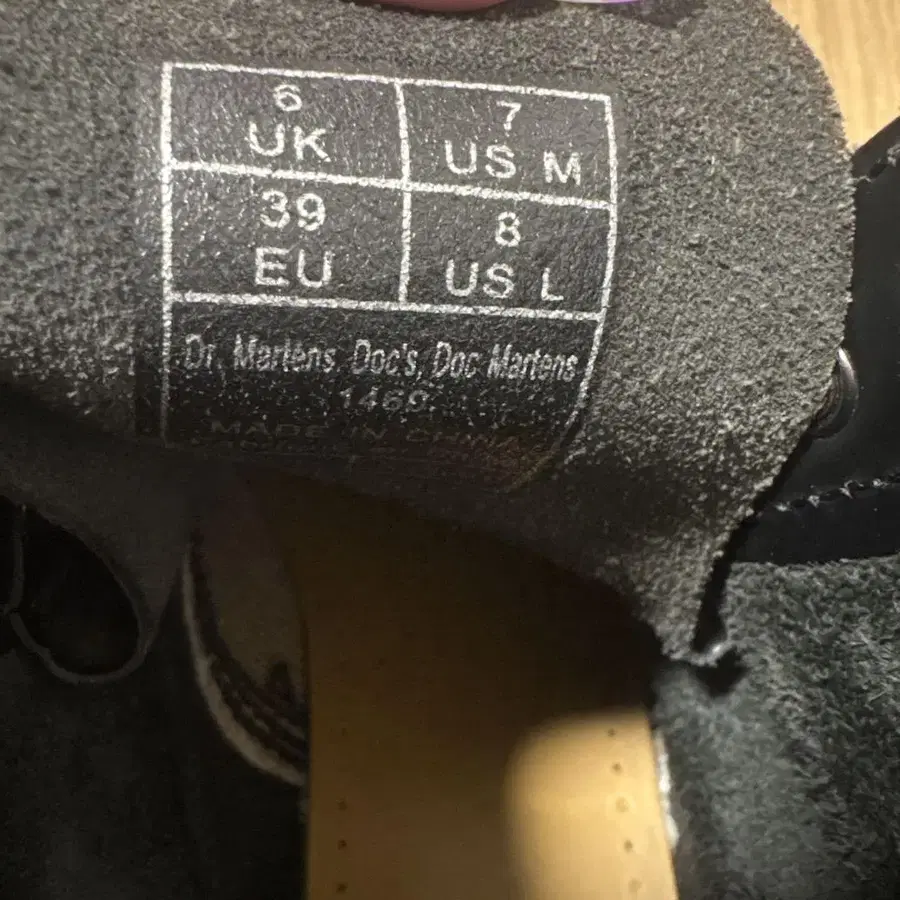 6 UK
7 US M
39 EU
8 US L
Dr. Martens, Doc's, Doc Martens
1460
MADE IN CHINA